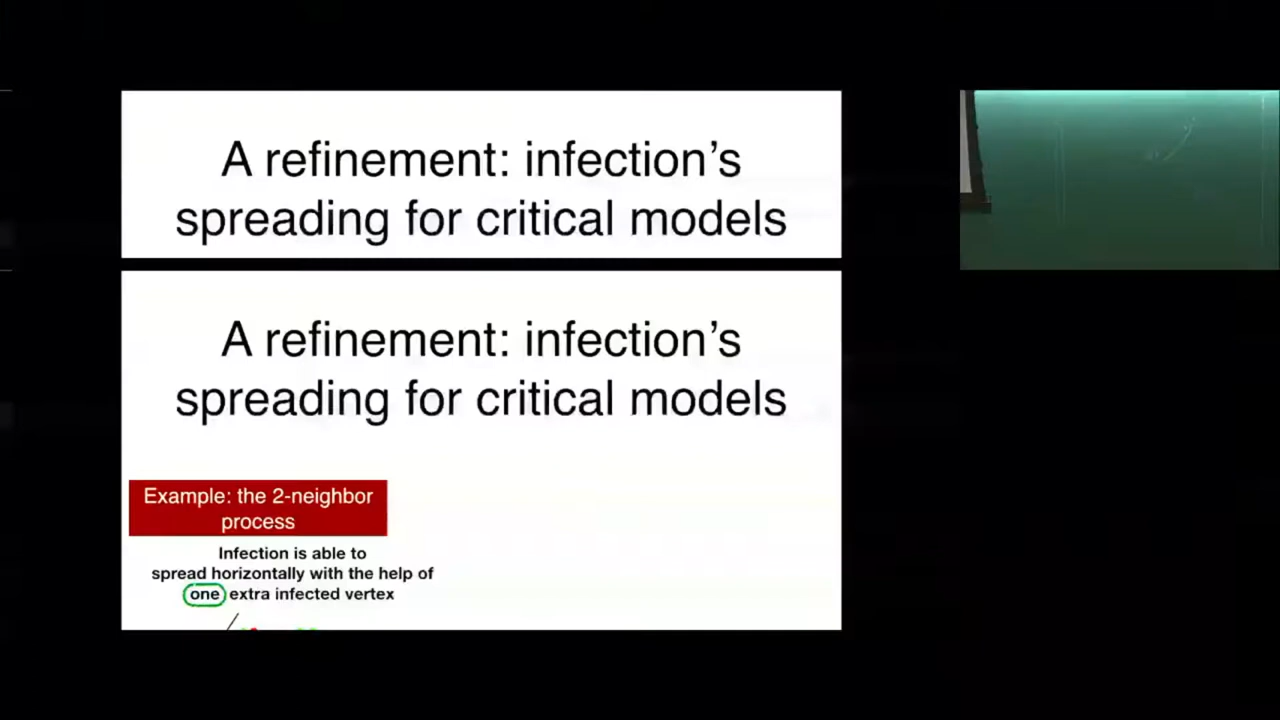 A refinement: infection's
spreading for critical models
A refinement: infection's
spreading for critical models
Example: the 2-neighbor
process
Infection is able to
spread horizontally with the help of
one extra infected vertex